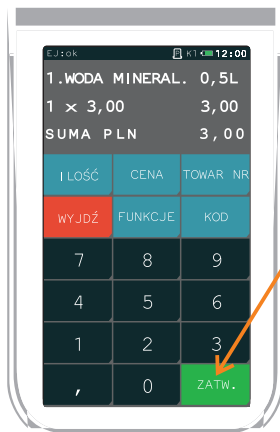 EJ:ok K1 12:00
1.WODA MINERAL. 0,5L
1 x 3,00 3,00
SUMA PLN 3,00
ILOŚĆ CENA TOWAR NR
WYJDŹ FUNKCJE KOD
7 8 9
4 5 6
1 2 3
, 0 ZATW.